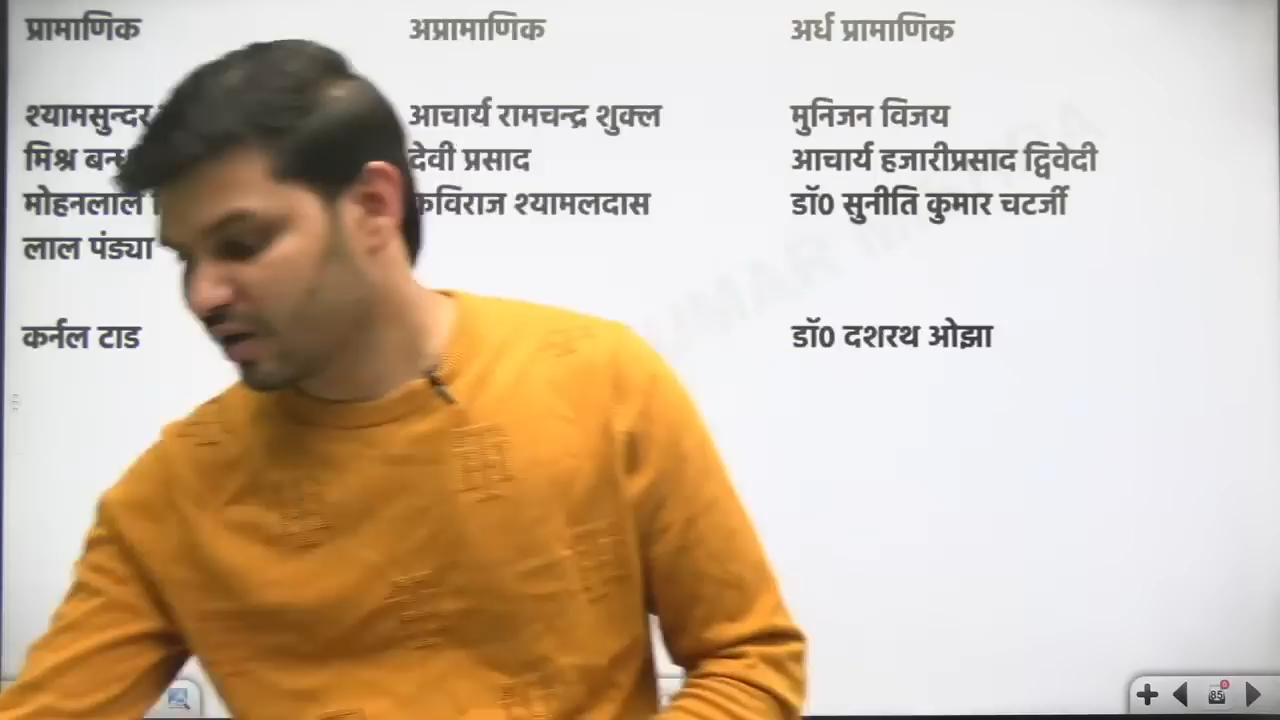 प्रामाणिक अप्रामाणिक अर्ध प्रामाणिक
श्यामसुन्दर आचार्य रामचन्द्र शुक्ल मुनिजन विजय
मिश्र देवी प्रसाद आचार्य हजारीप्रसाद द्विवेदी
मोहनलाल कविराज श्यामलदास डॉ0 सुनीति कुमार चटर्जी
लाल पंड्या
कर्नल टाड डॉ0 दशरथ ओझा
85